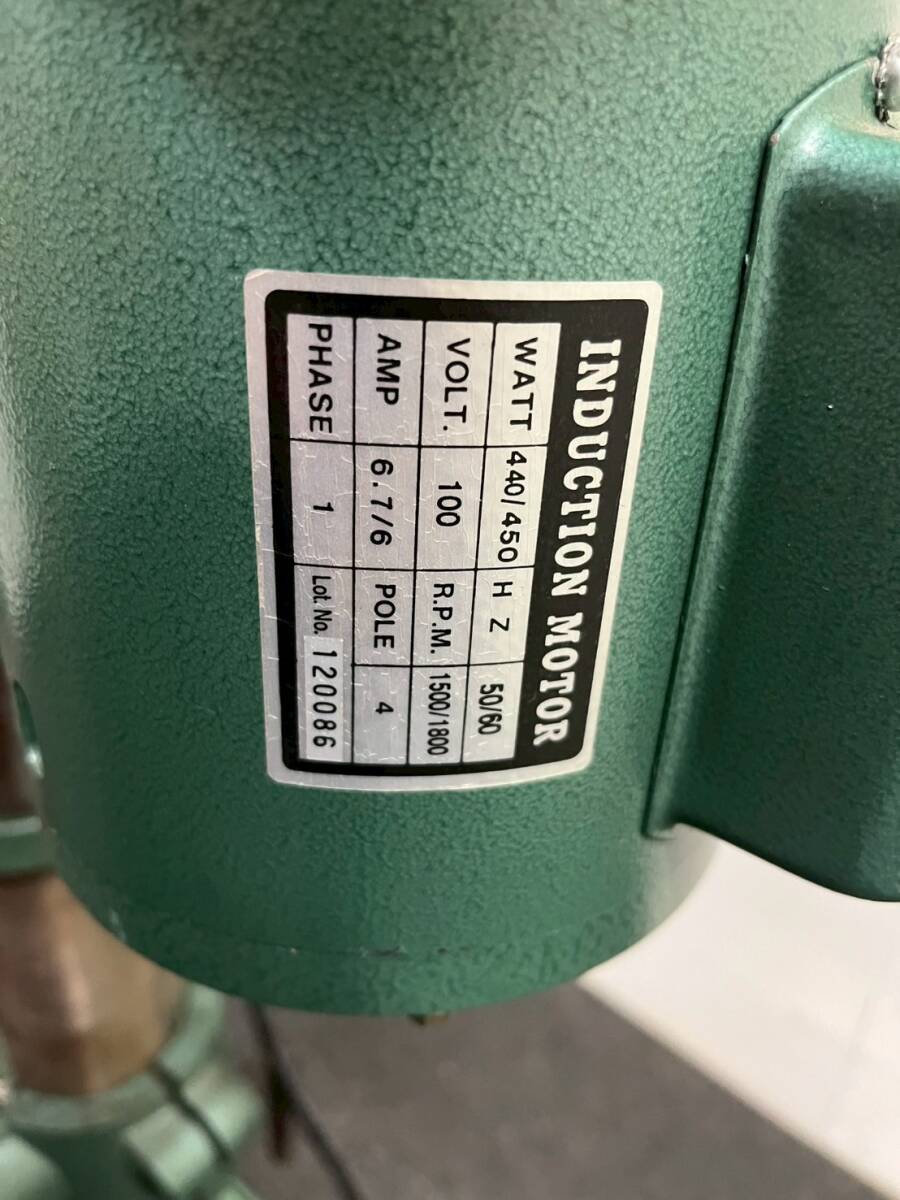 INDUCTION MOTOR
WATT 440/450 H Z 50/60
VOLT. 100 R.P.M. 1500/1800
AMP 6.7/6 POLE 4
PHASE 1 Lot.No. 120086